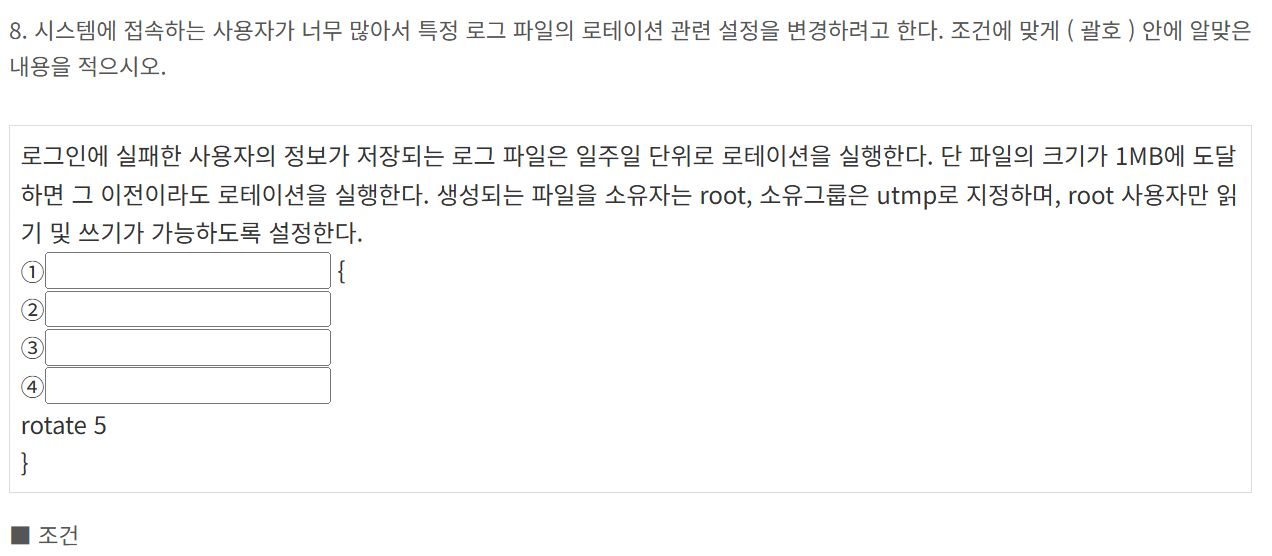 8. 시스템에 접속하는 사용자가 너무 많아서 특정 로그 파일의 로테이션 관련 설정을 변경하려고 한다. 조건에 맞게 ( 괄호 ) 안에 알맞은
내용을 적으시오.
로그인에 실패한 사용자의 정보가 저장되는 로그 파일은 일주일 단위로 로테이션을 실행한다. 단 파일의 크기가 1MB에 도달
하면 그 이전이라도 로테이션을 실행한다. 생성되는 파일을 소유자는 root, 소유그룹은 utmp로 지정하며, root 사용자만 읽
기 및 쓰기가 가능하도록 설정한다.
① {
②
③
④
rotate 5
}
■ 조건